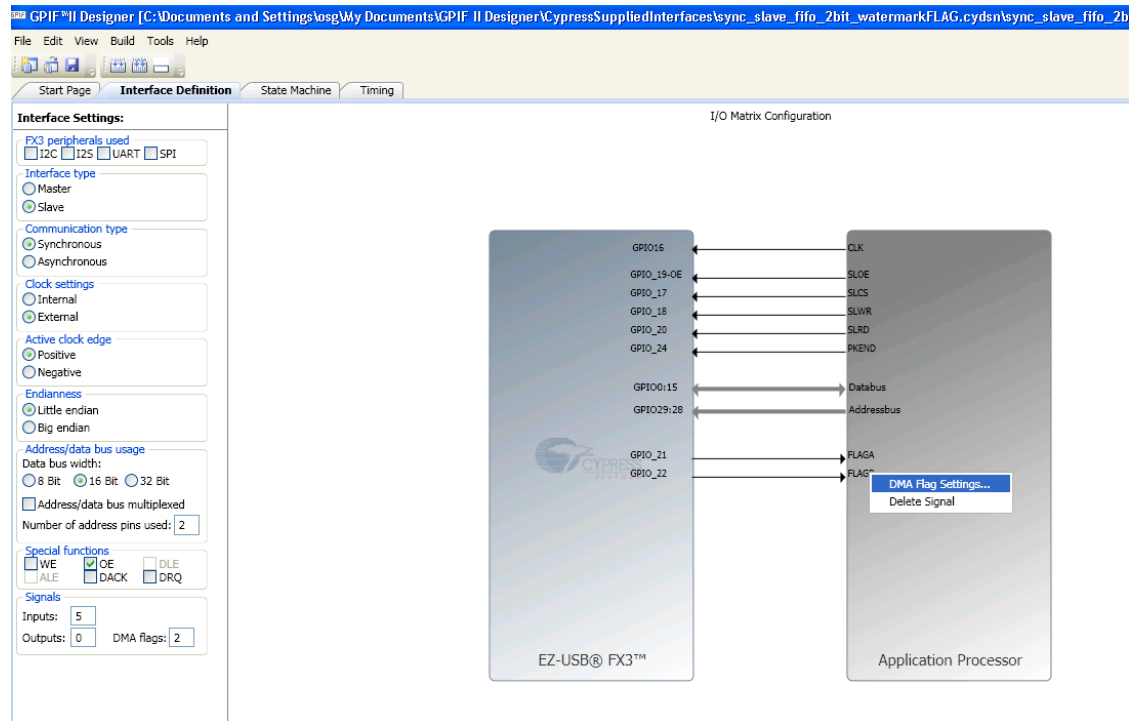 GPIF™II Designer [C:\Documents and Settings\osg\My Documents\GPIF II Designer\CypressSuppliedInterfaces\sync_slave_fifo_2bit_watermarkFLAG.cydsn\sync_slave_fifo_2b
File Edit View Build Tools Help
Start Page Interface Definition State Machine Timing
Interface Settings:
FX3 peripherals used
I2C I2S UART SPI
Interface type
Master
Slave
Communication type
Synchronous
Asynchronous
Clock settings
Internal
External
Active clock edge
Positive
Negative
Endianness
Little endian
Big endian
Address/data bus usage
Data bus width:
8 Bit 16 Bit 32 Bit
Address/data bus multiplexed
Number of address pins used: 2
Special functions
WE OE DLE
ALE DACK DRQ
Signals
Inputs: 5
Outputs: 0 DMA flags: 2
I/O Matrix Configuration
GPIO16 CLK
GPIO_19-OE SLOE
GPIO_17 SLCS
GPIO_18 SLWR
GPIO_20 SLRD
GPIO_24 PKEND
GPIO0:15 Databus
GPIO29:28 Addressbus
CYPRESS
PERFORM
GPIO_21 FLAGA
GPIO_22
DMA Flag Settings...
Delete Signal
EZ-USB® FX3™
Application Processor